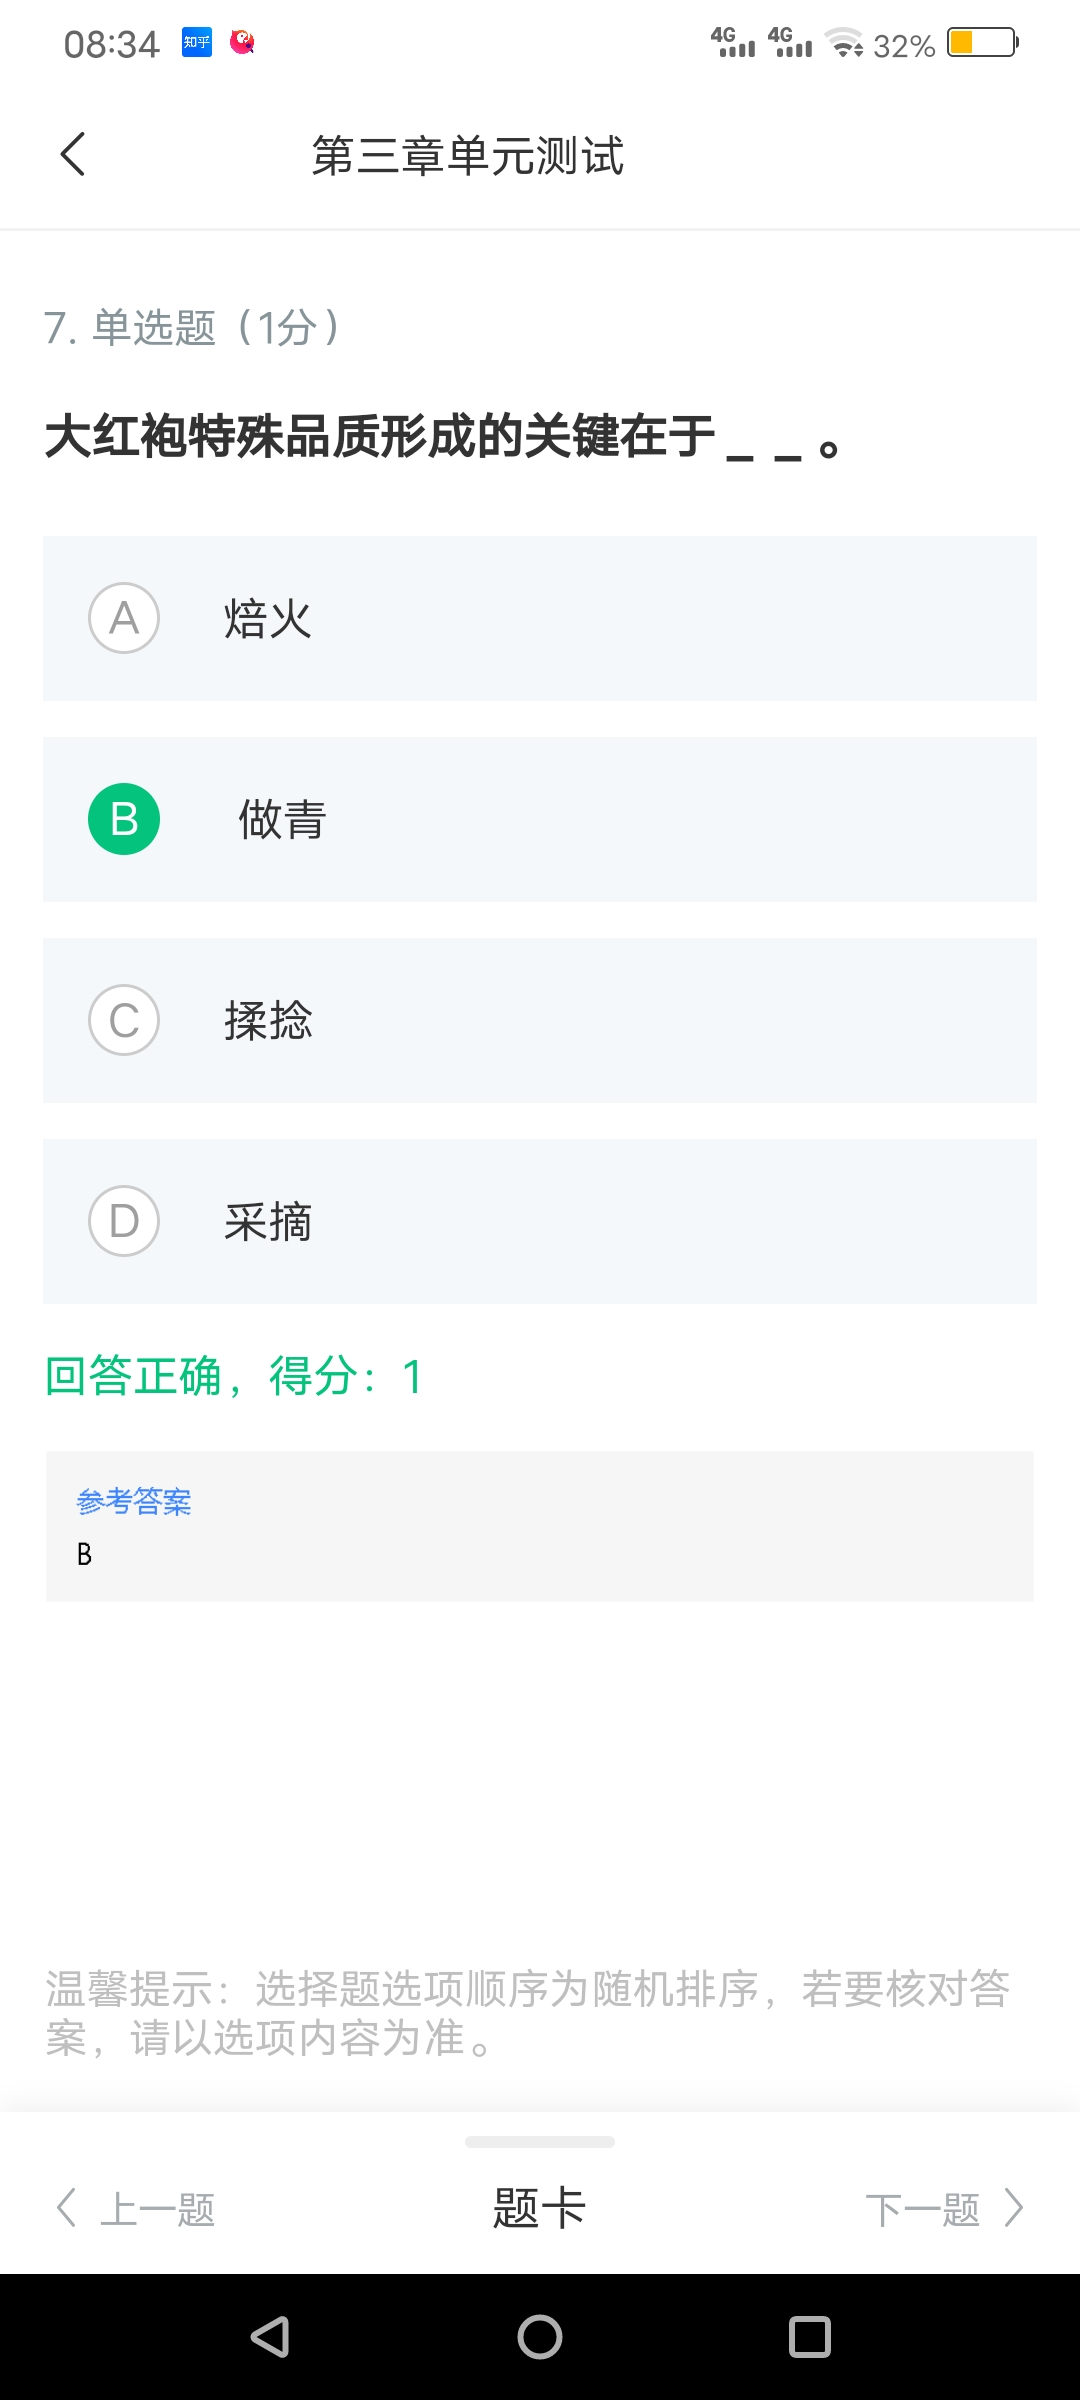 08:34 知乎 4G 4G 32%
第三章单元测试
7. 单选题（1分）
大红袍特殊品质形成的关键在于_ _。
A 焙火
B 做青
C 揉捻
D 采摘
回答正确，得分：1
参考答案
B
温馨提示：选择题选项顺序为随机排序，若要核对答
案，请以选项内容为准。
上一题 题卡 下一题